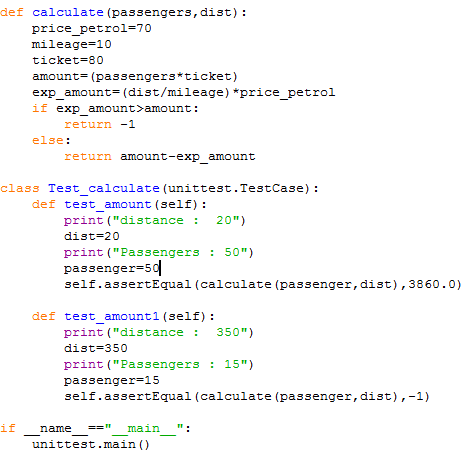 def calculate(passengers,dist):
    price_petrol=70
    mileage=10
    ticket=80
    amount=(passengers*ticket)
    exp_amount=(dist/mileage)*price_petrol
    if exp_amount>amount:
        return -1
    else:
        return amount-exp_amount

class Test_calculate(unittest.TestCase):
    def test_amount(self):
        print("distance :  20")
        dist=20
        print("Passengers : 50")
        passenger=50
        self.assertEqual(calculate(passenger,dist),3860.0)

    def test_amount1(self):
        print("distance :  350")
        dist=350
        print("Passengers : 15")
        passenger=15
        self.assertEqual(calculate(passenger,dist),-1)

if __name__=="__main__":
    unittest.main()